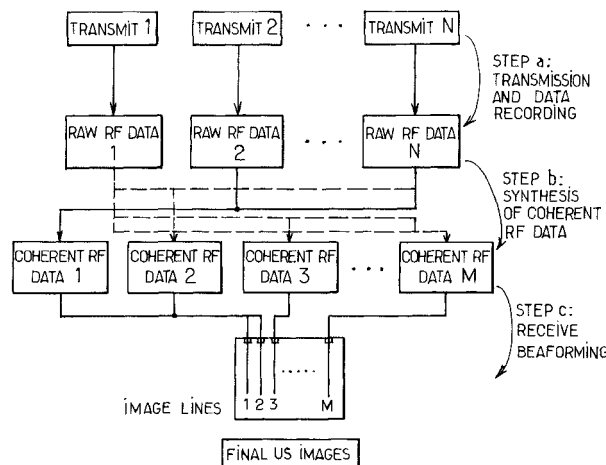 TRANSMIT 1
TRANSMIT 2
. . .
TRANSMIT N
STEP a:
TRANSMISSION
AND DATA
RECORDING
RAW RF DATA
1
RAW RF DATA
2
. . .
RAW RF DATA
N
STEP b:
SYNTHESIS
OF COHERENT
RF DATA
COHERENT RF
DATA 1
COHERENT RF
DATA 2
COHERENT RF
DATA 3
. . .
COHERENT RF
DATA M
STEP c:
RECEIVE
BEAFORMING
.....
IMAGE LINES
1 2 3 M
FINAL US IMAGES